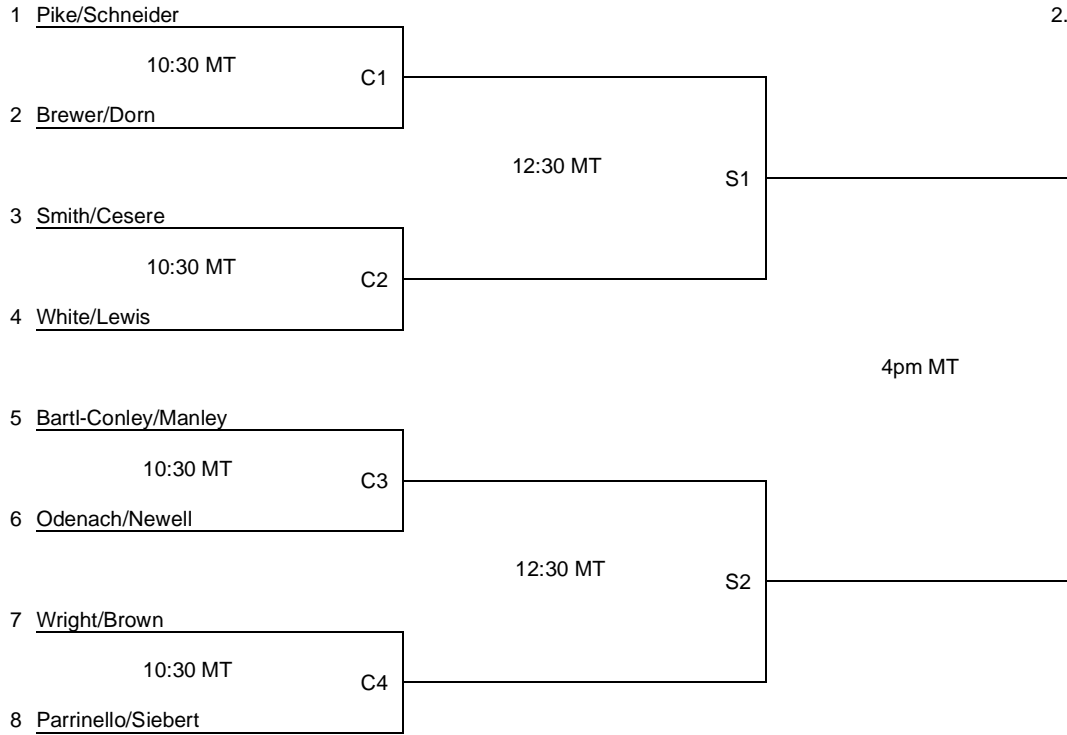 1 Pike/Schneider
2.
10:30 MT
C1
2 Brewer/Dorn
12:30 MT
S1
3 Smith/Cesere
10:30 MT
C2
4 White/Lewis
4pm MT
5 Bartl-Conley/Manley
10:30 MT
C3
6 Odenach/Newell
12:30 MT
S2
7 Wright/Brown
10:30 MT
C4
8 Parrinello/Siebert